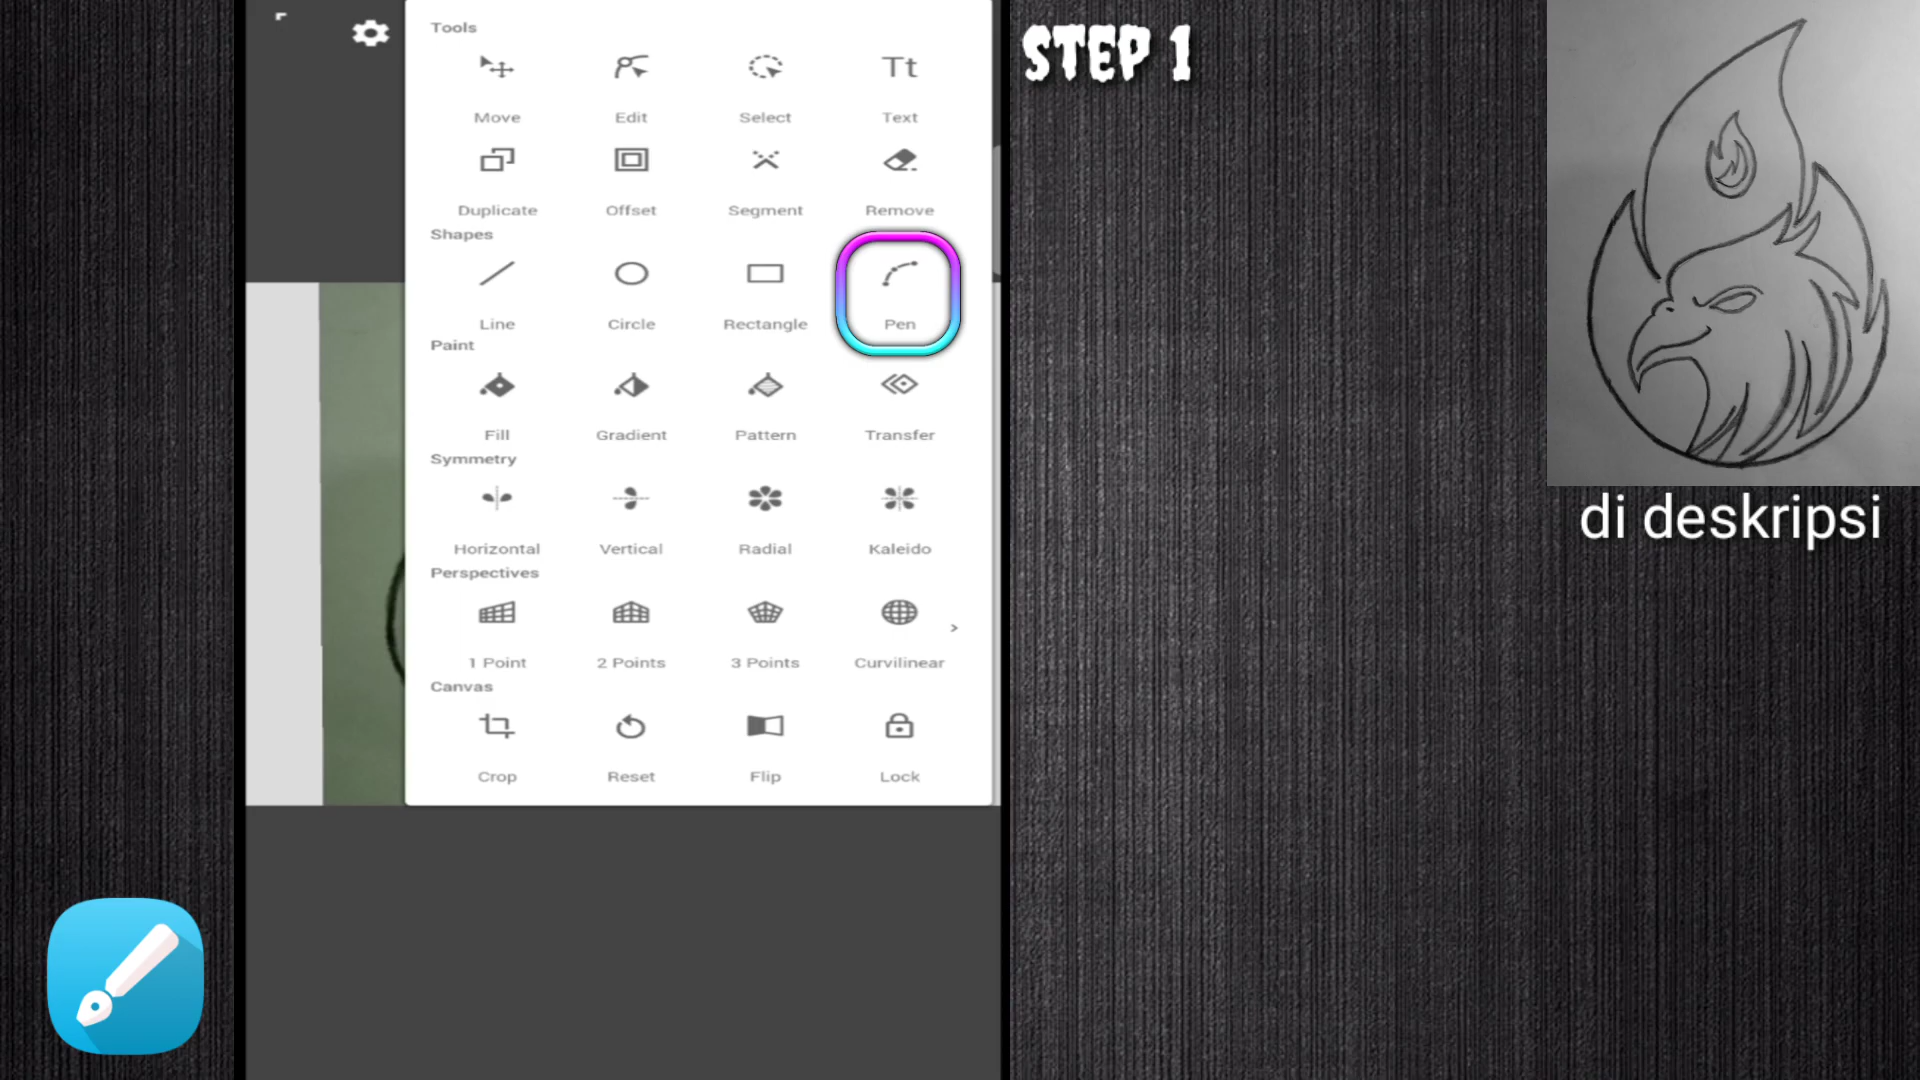 Tools
Move Edit Select Text
Duplicate Offset Segment Remove
Shapes
Line Circle Rectangle Pen
Paint
Fill Gradient Pattern Transfer
Symmetry
Horizontal Vertical Radial Kaleido
Perspectives
1 Point 2 Points 3 Points Curvilinear
Canvas
Crop Reset Flip Lock
STEP 1
di deskripsi